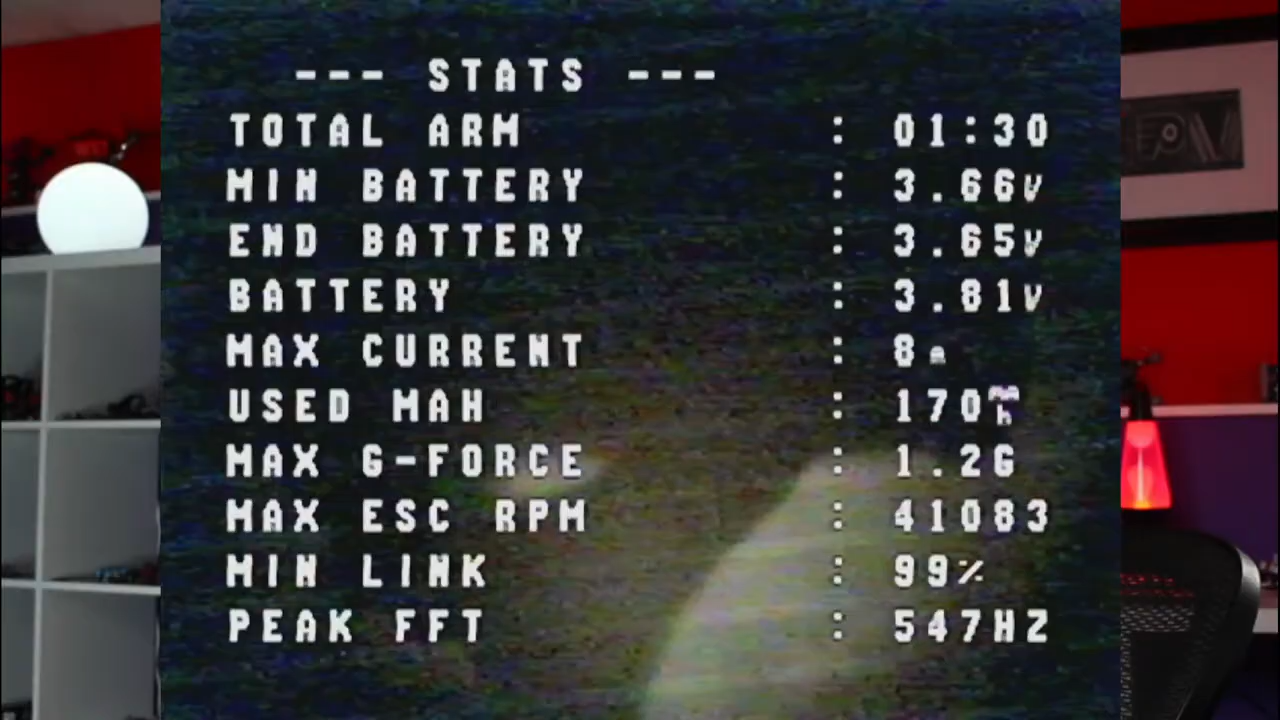 --- STATS ---
TOTAL ARM : 01:30
MIN BATTERY : 3.66V
END BATTERY : 3.65V
BATTERY : 3.81V
MAX CURRENT : 8A
USED MAH : 170mAh
MAX G-FORCE : 1.2G
MAX ESC RPM : 41083
MIN LINK : 99%
PEAK FFT : 547HZ
FPV